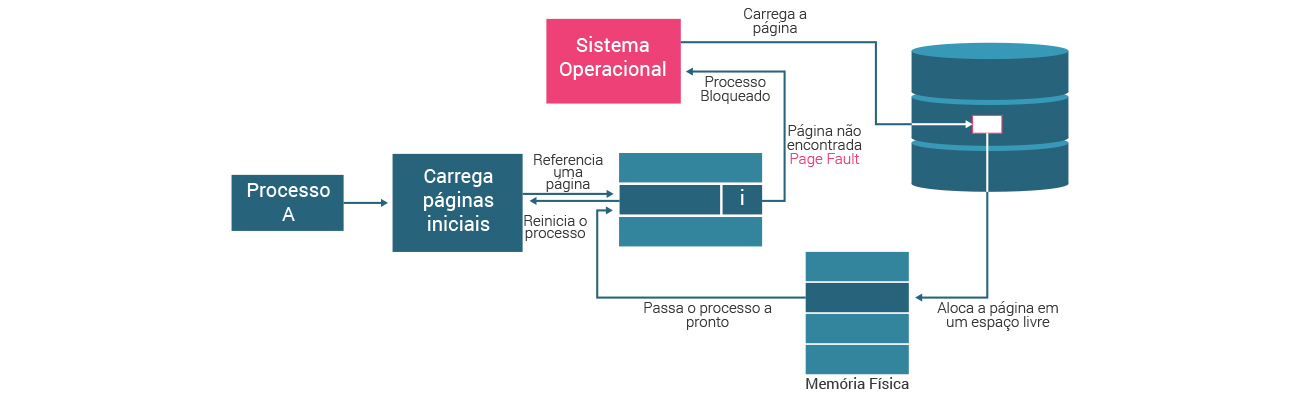 Carrega a
página
Sistema
Operacional
Processo
Bloqueado
Página não
encontrada
Page Fault
Referencia
uma
página
Carrega
páginas
iniciais
Processo
A
i
Reinicia o
processo
Passa o processo a
pronto
Aloca a página em
um espaço livre
Memória Física